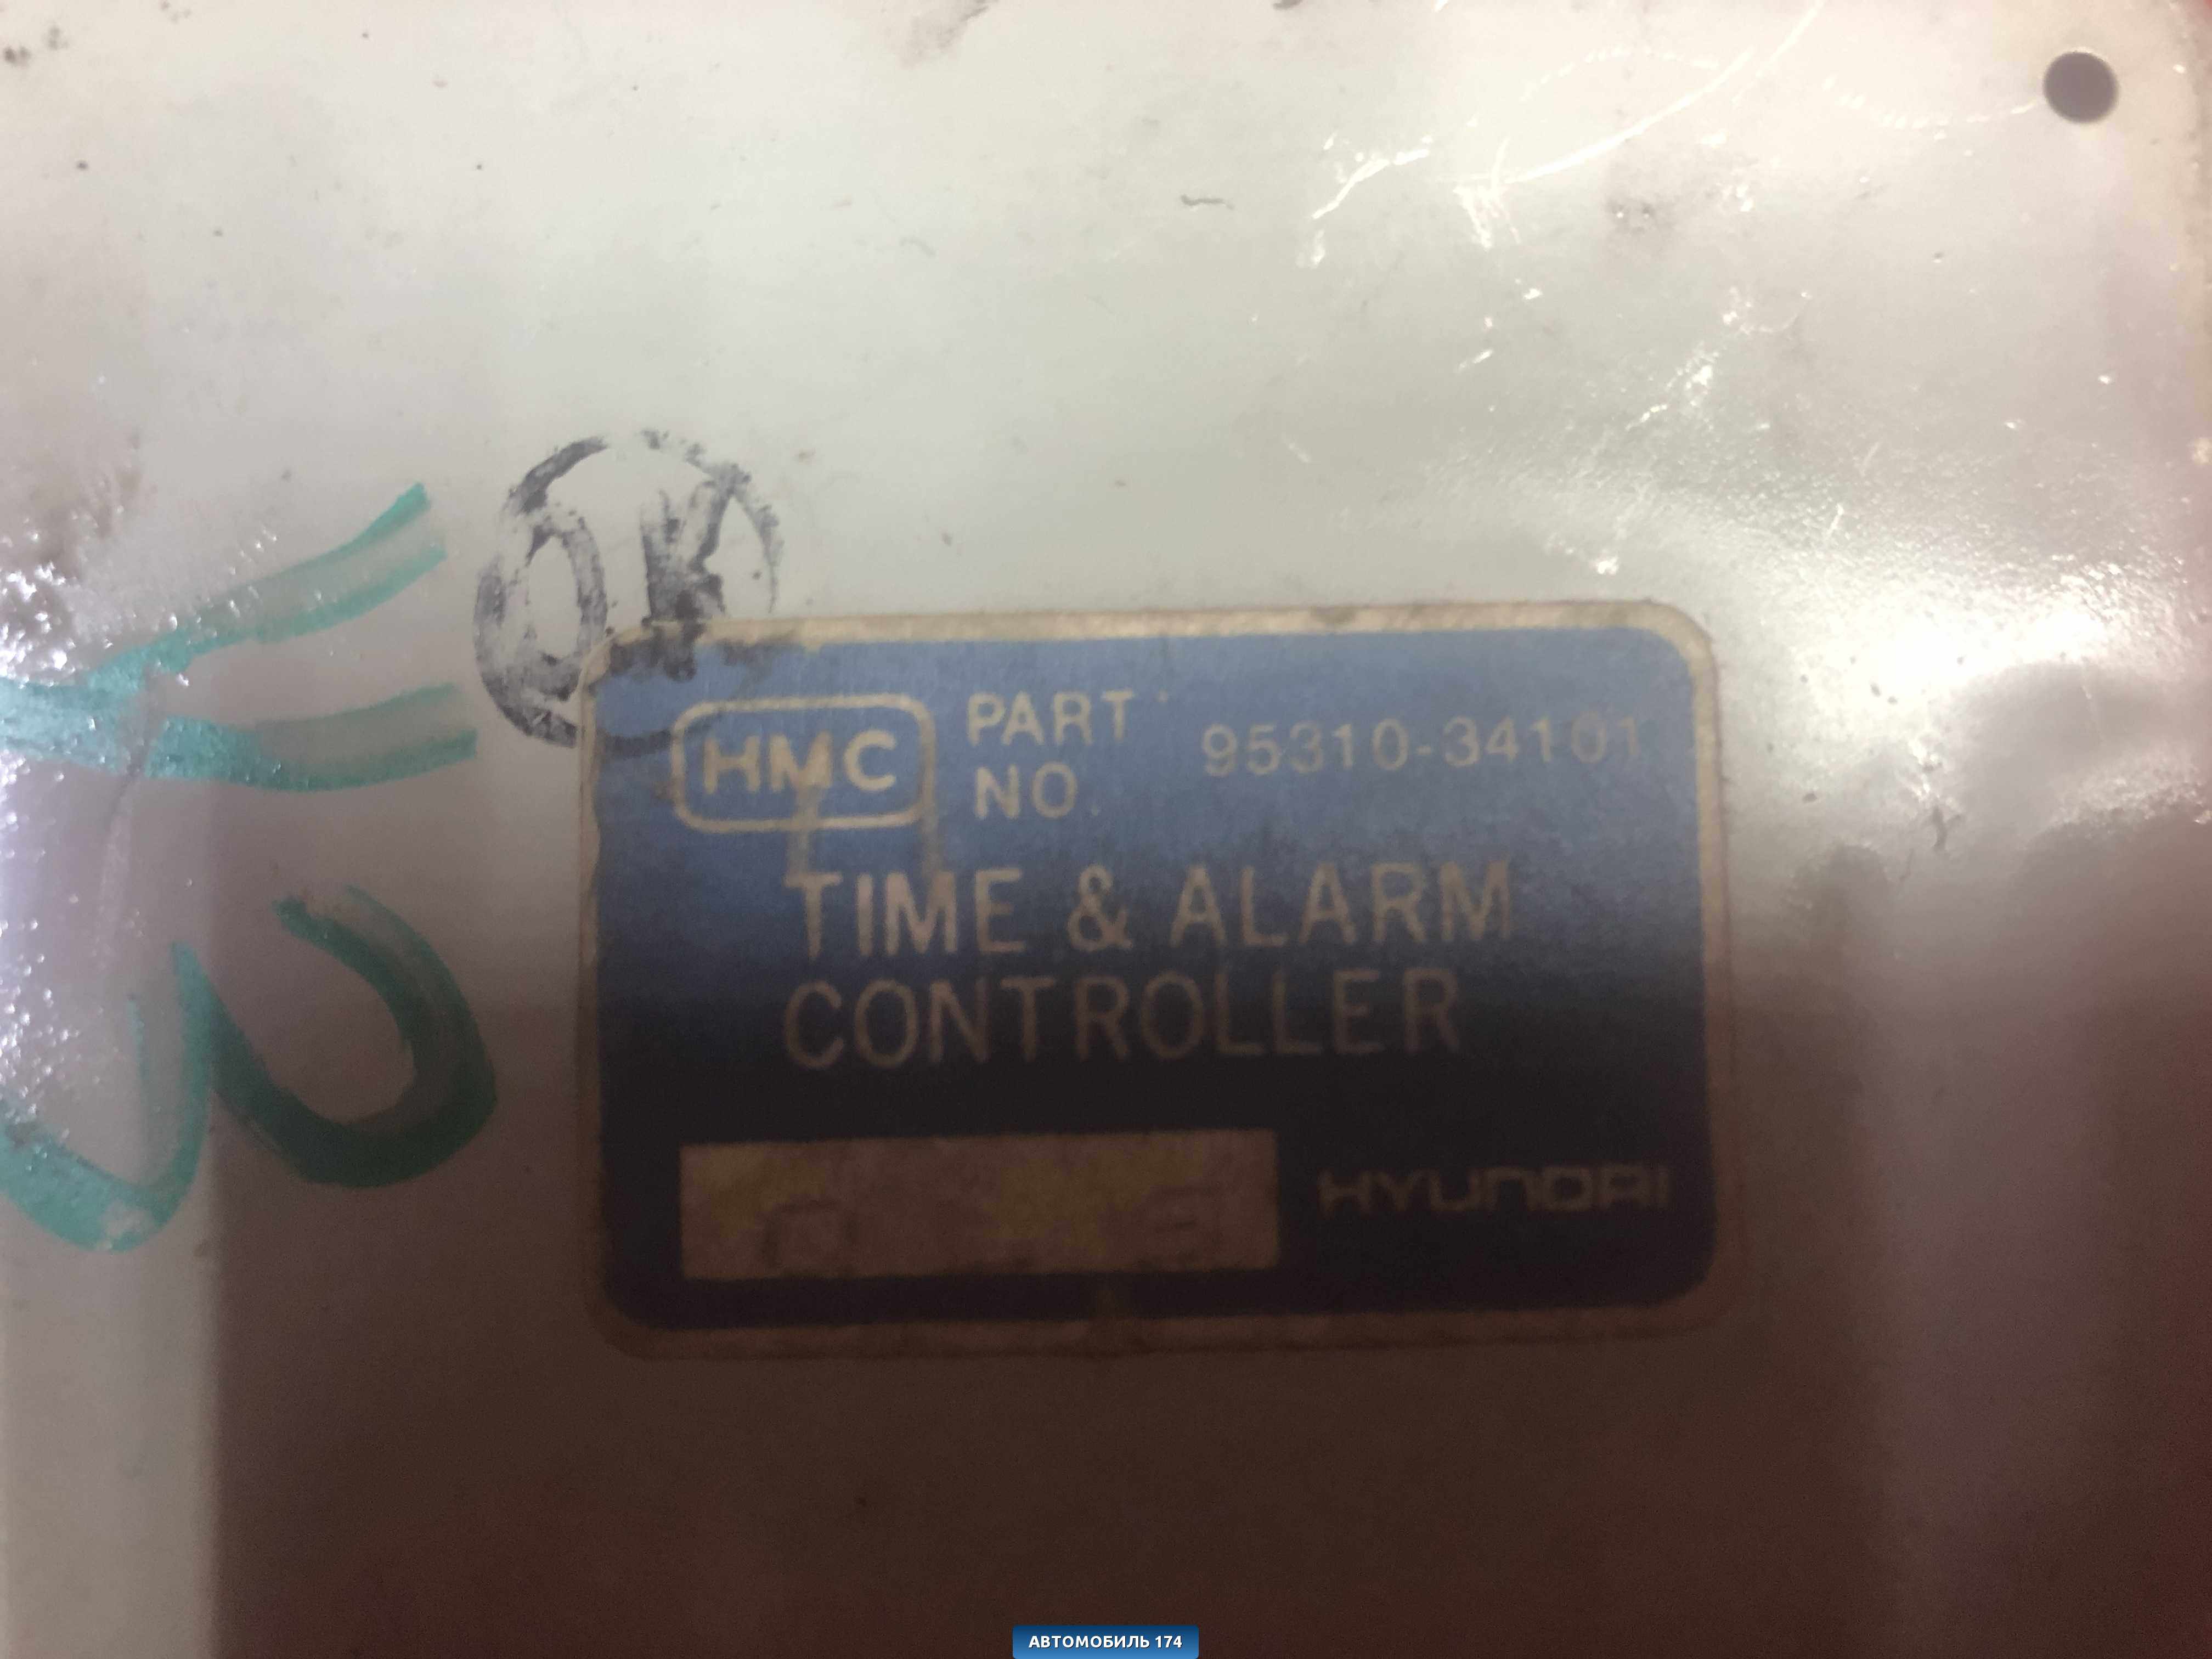 OK
HMC PART NO. 95310-34101
TIME & ALARM
CONTROLLER
HYUNDAI
АВТОМОБИЛЬ 174